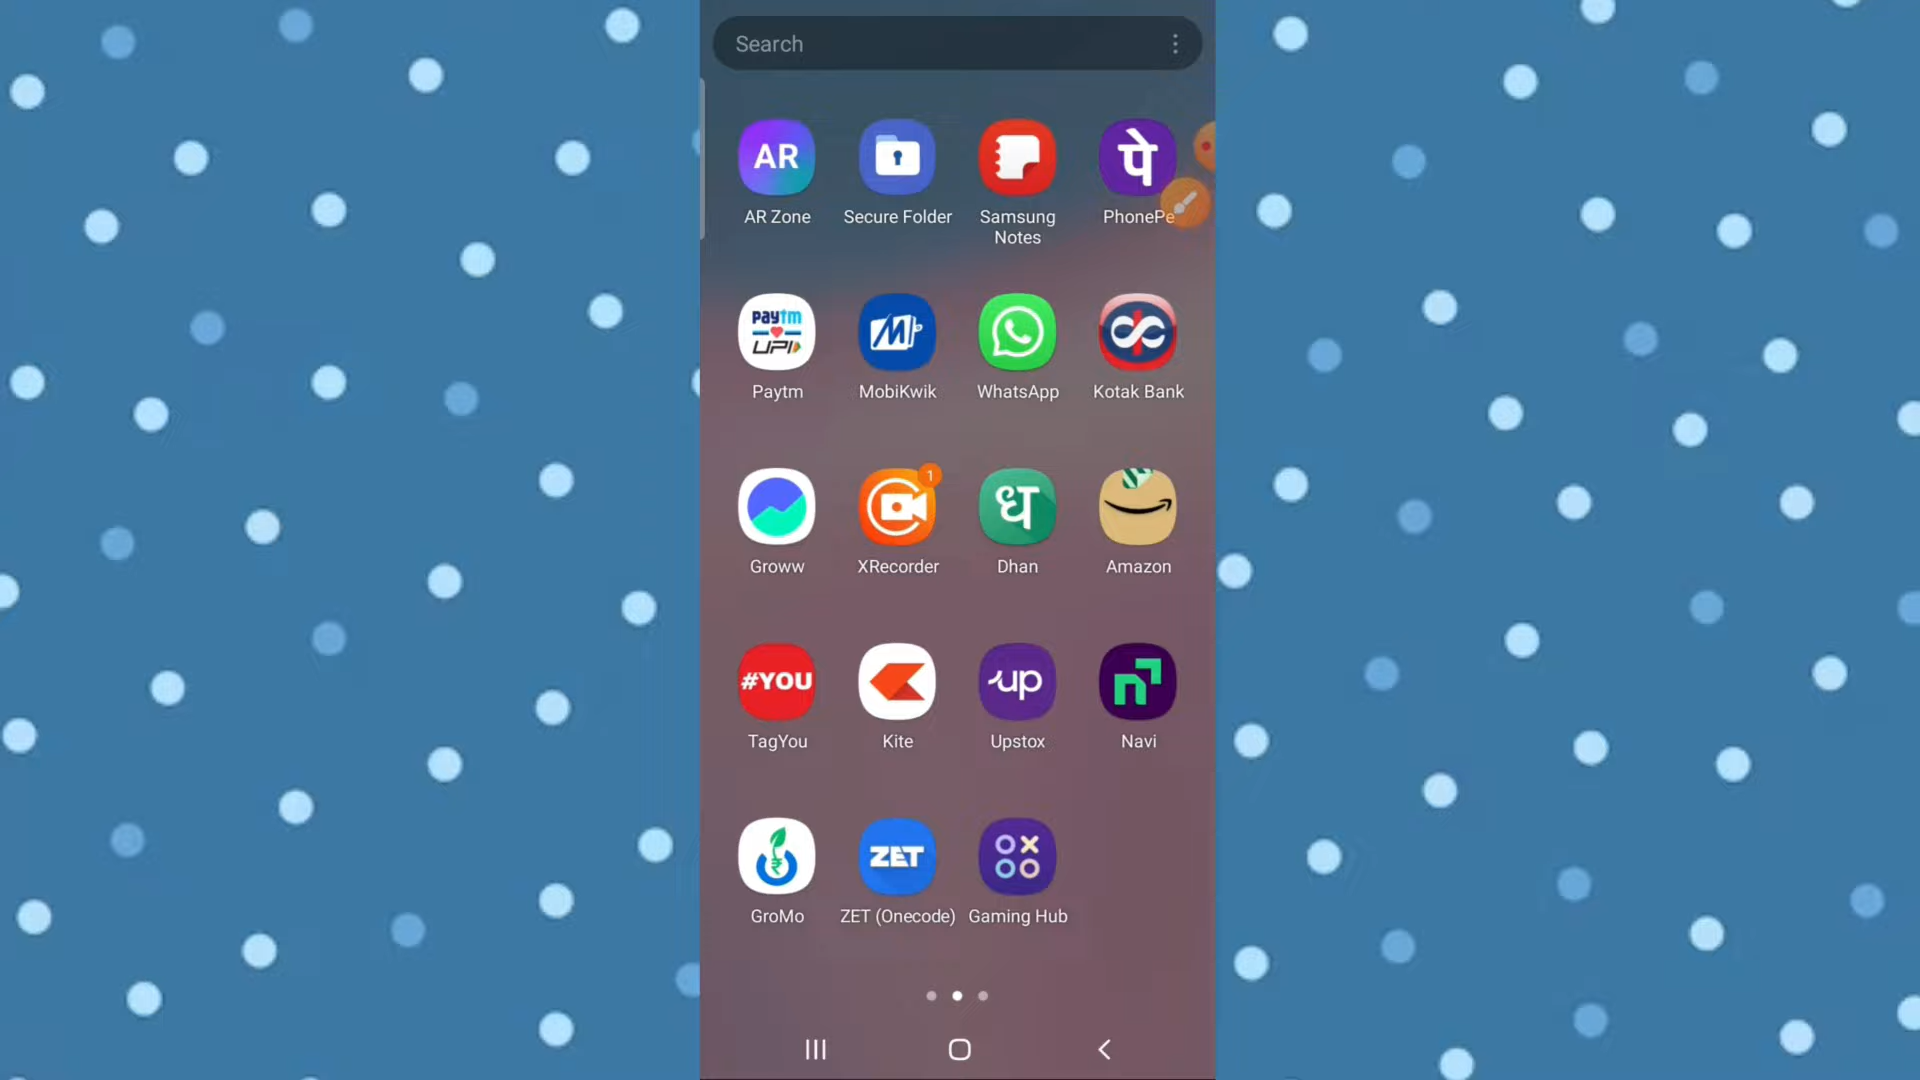 Search
AR
पे
AR Zone
Secure Folder
Samsung
Notes
PhonePe
paytm
UPI
Paytm
MobiKwik
WhatsApp
Kotak Bank
1
ध
Groww
XRecorder
Dhan
Amazon
#YOU
up
TagYou
Kite
Upstox
Navi
ZET
GroMo
ZET (Onecode)
Gaming Hub